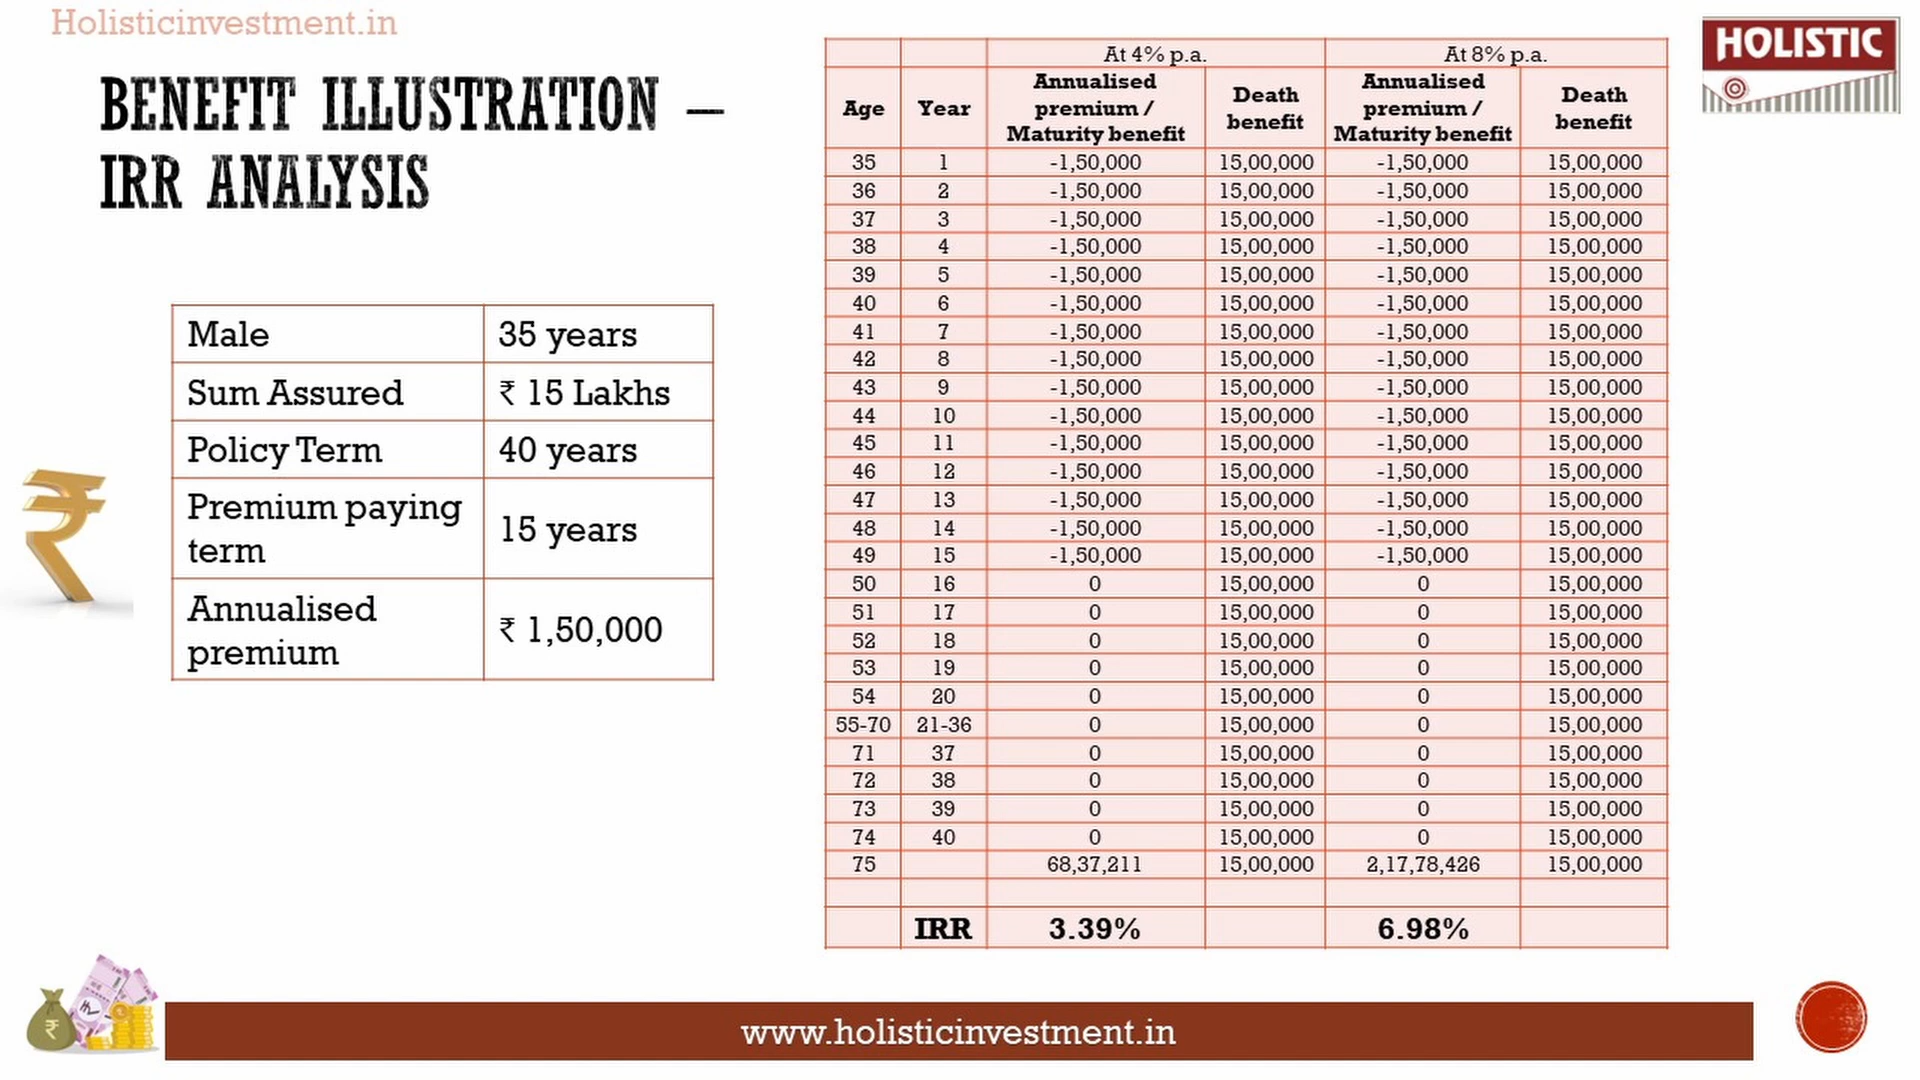 Holisticinvestment.in
BENEFIT ILLUSTRATION –
IRR ANALYSIS
Male 35 years
Sum Assured ₹ 15 Lakhs
Policy Term 40 years
Premium paying
term 15 years
Annualised
premium ₹ 1,50,000
HOLISTIC
At 4% p.a. At 8% p.a.
Age Year Annualised premium / Maturity benefit Death benefit Annualised premium / Maturity benefit Death benefit
35 1 -1,50,000 15,00,000 -1,50,000 15,00,000
36 2 -1,50,000 15,00,000 -1,50,000 15,00,000
37 3 -1,50,000 15,00,000 -1,50,000 15,00,000
38 4 -1,50,000 15,00,000 -1,50,000 15,00,000
39 5 -1,50,000 15,00,000 -1,50,000 15,00,000
40 6 -1,50,000 15,00,000 -1,50,000 15,00,000
41 7 -1,50,000 15,00,000 -1,50,000 15,00,000
42 8 -1,50,000 15,00,000 -1,50,000 15,00,000
43 9 -1,50,000 15,00,000 -1,50,000 15,00,000
44 10 -1,50,000 15,00,000 -1,50,000 15,00,000
45 11 -1,50,000 15,00,000 -1,50,000 15,00,000
46 12 -1,50,000 15,00,000 -1,50,000 15,00,000
47 13 -1,50,000 15,00,000 -1,50,000 15,00,000
48 14 -1,50,000 15,00,000 -1,50,000 15,00,000
49 15 -1,50,000 15,00,000 -1,50,000 15,00,000
50 16 0 15,00,000 0 15,00,000
51 17 0 15,00,000 0 15,00,000
52 18 0 15,00,000 0 15,00,000
53 19 0 15,00,000 0 15,00,000
54 20 0 15,00,000 0 15,00,000
55-70 21-36 0 15,00,000 0 15,00,000
71 37 0 15,00,000 0 15,00,000
72 38 0 15,00,000 0 15,00,000
73 39 0 15,00,000 0 15,00,000
74 40 0 15,00,000 0 15,00,000
75 68,37,211 15,00,000 2,17,78,426 15,00,000
IRR 3.39% 6.98%
www.holisticinvestment.in